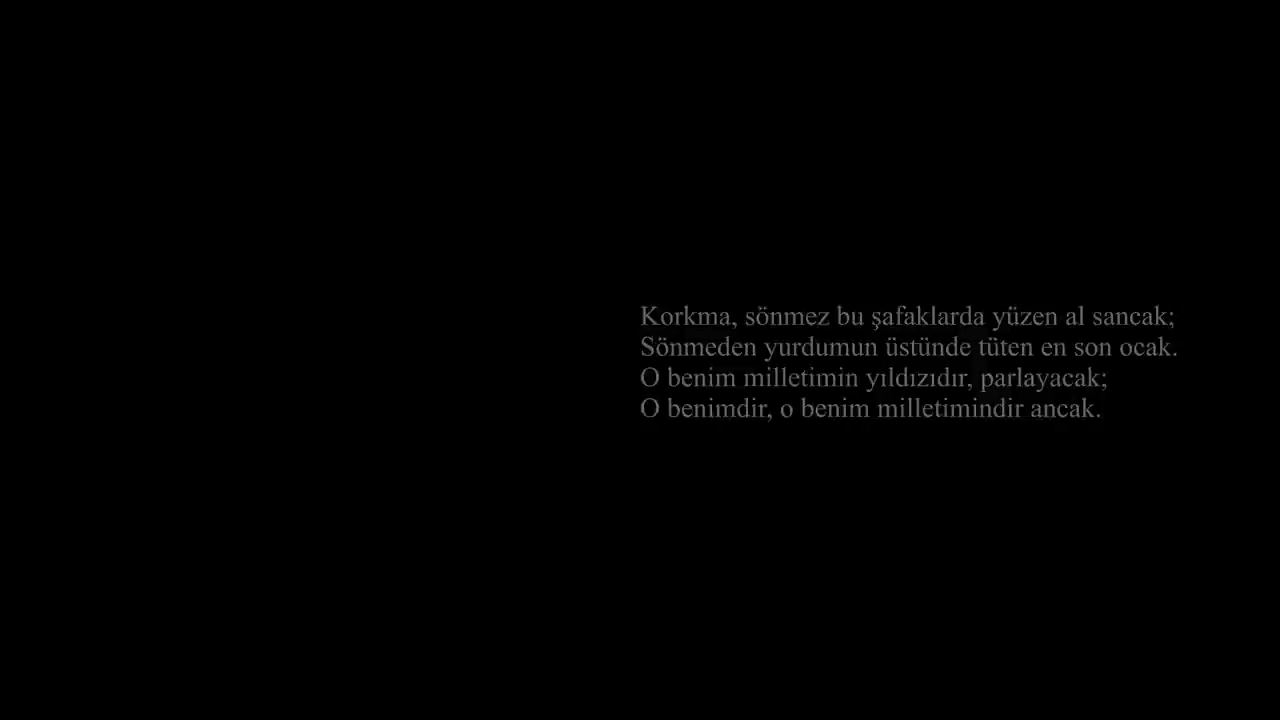 Korkma, sönmez bu şafaklarda yüzen al sancak;
Sönmeden yurdumun üstünde tüten en son ocak.
O benim milletimin yıldızıdır, parlayacak;
O benimdir, o benim milletimindir ancak.